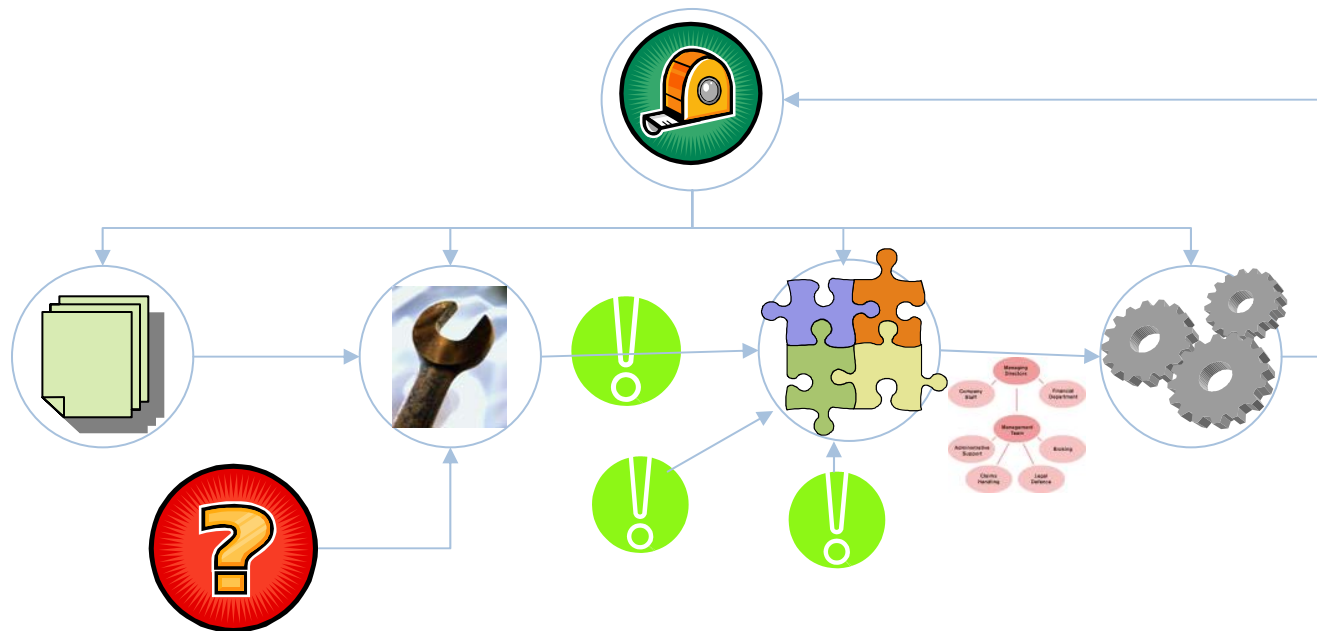 Managing
Director
Company
Staff
Financial
Department
Management
Team
Administrative
Support
Broking
Claims
Handling
Legal
Defence